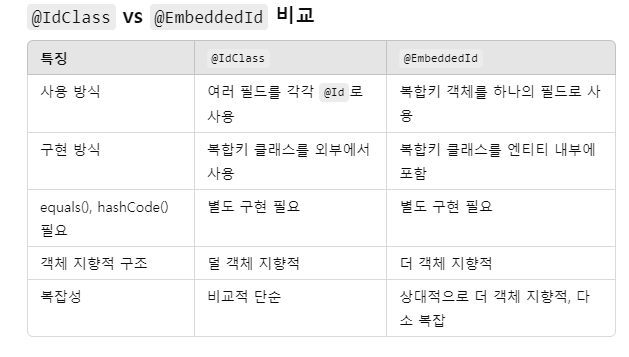 @IdClass vs @EmbeddedId 비교
특징 @IdClass @EmbeddedId
사용 방식
여러 필드를 각각 @Id 로
사용
복합키 객체를 하나의 필드로 사
용
구현 방식
복합키 클래스를 외부에서
사용
복합키 클래스를 엔티티 내부에
포함
equals(), hashCode()
필요
별도 구현 필요
별도 구현 필요
객체 지향적 구조
덜 객체 지향적
더 객체 지향적
복잡성
비교적 단순
상대적으로 더 객체 지향적, 다
소 복잡